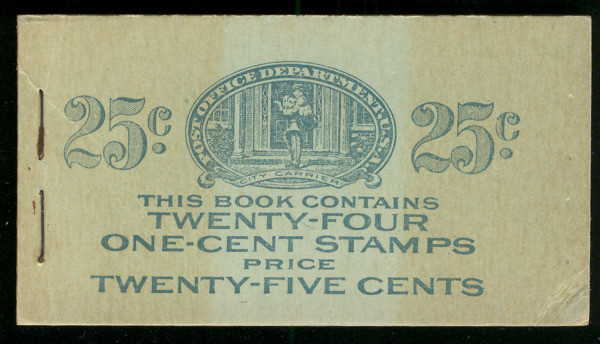 POST OFFICE DEPARTMENT. U.S.A.
25c 25c
CITY CARRIER
THIS BOOK CONTAINS
TWENTY-FOUR
ONE-CENT STAMPS
PRICE
TWENTY-FIVE CENTS